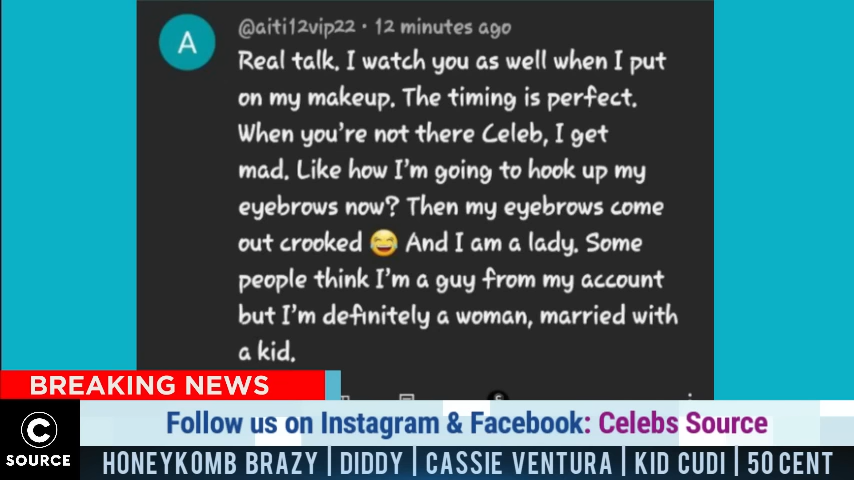 A
@aiti12vip22 · 12 minutes ago
Real talk. I watch you as well when I put
on my makeup. The timing is perfect.
When you're not there Celeb, I get
mad. Like how I'm going to hook up my
eyebrows now? Then my eyebrows come
out crooked 😂 And I am a lady. Some
people think I'm a guy from my account
but I'm definitely a woman, married with
a kid.
BREAKING NEWS
Follow us on Instagram & Facebook: Celebs Source
C
SOURCE
HONEYKOMB BRAZY | DIDDY | CASSIE VENTURA | KID CUDI | 50 CENT